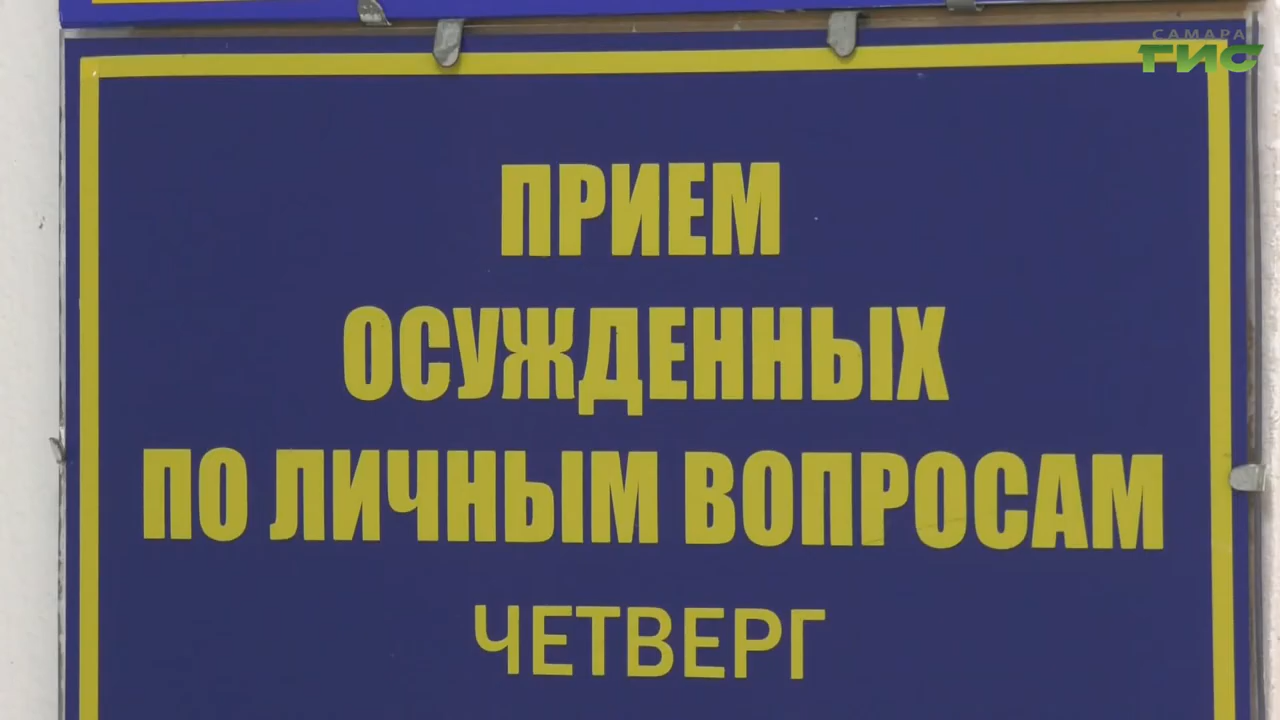 САМАРА
ГИС
ПРИЕМ
ОСУЖДЕННЫХ
ПО ЛИЧНЫМ ВОПРОСАМ
ЧЕТВЕРГ